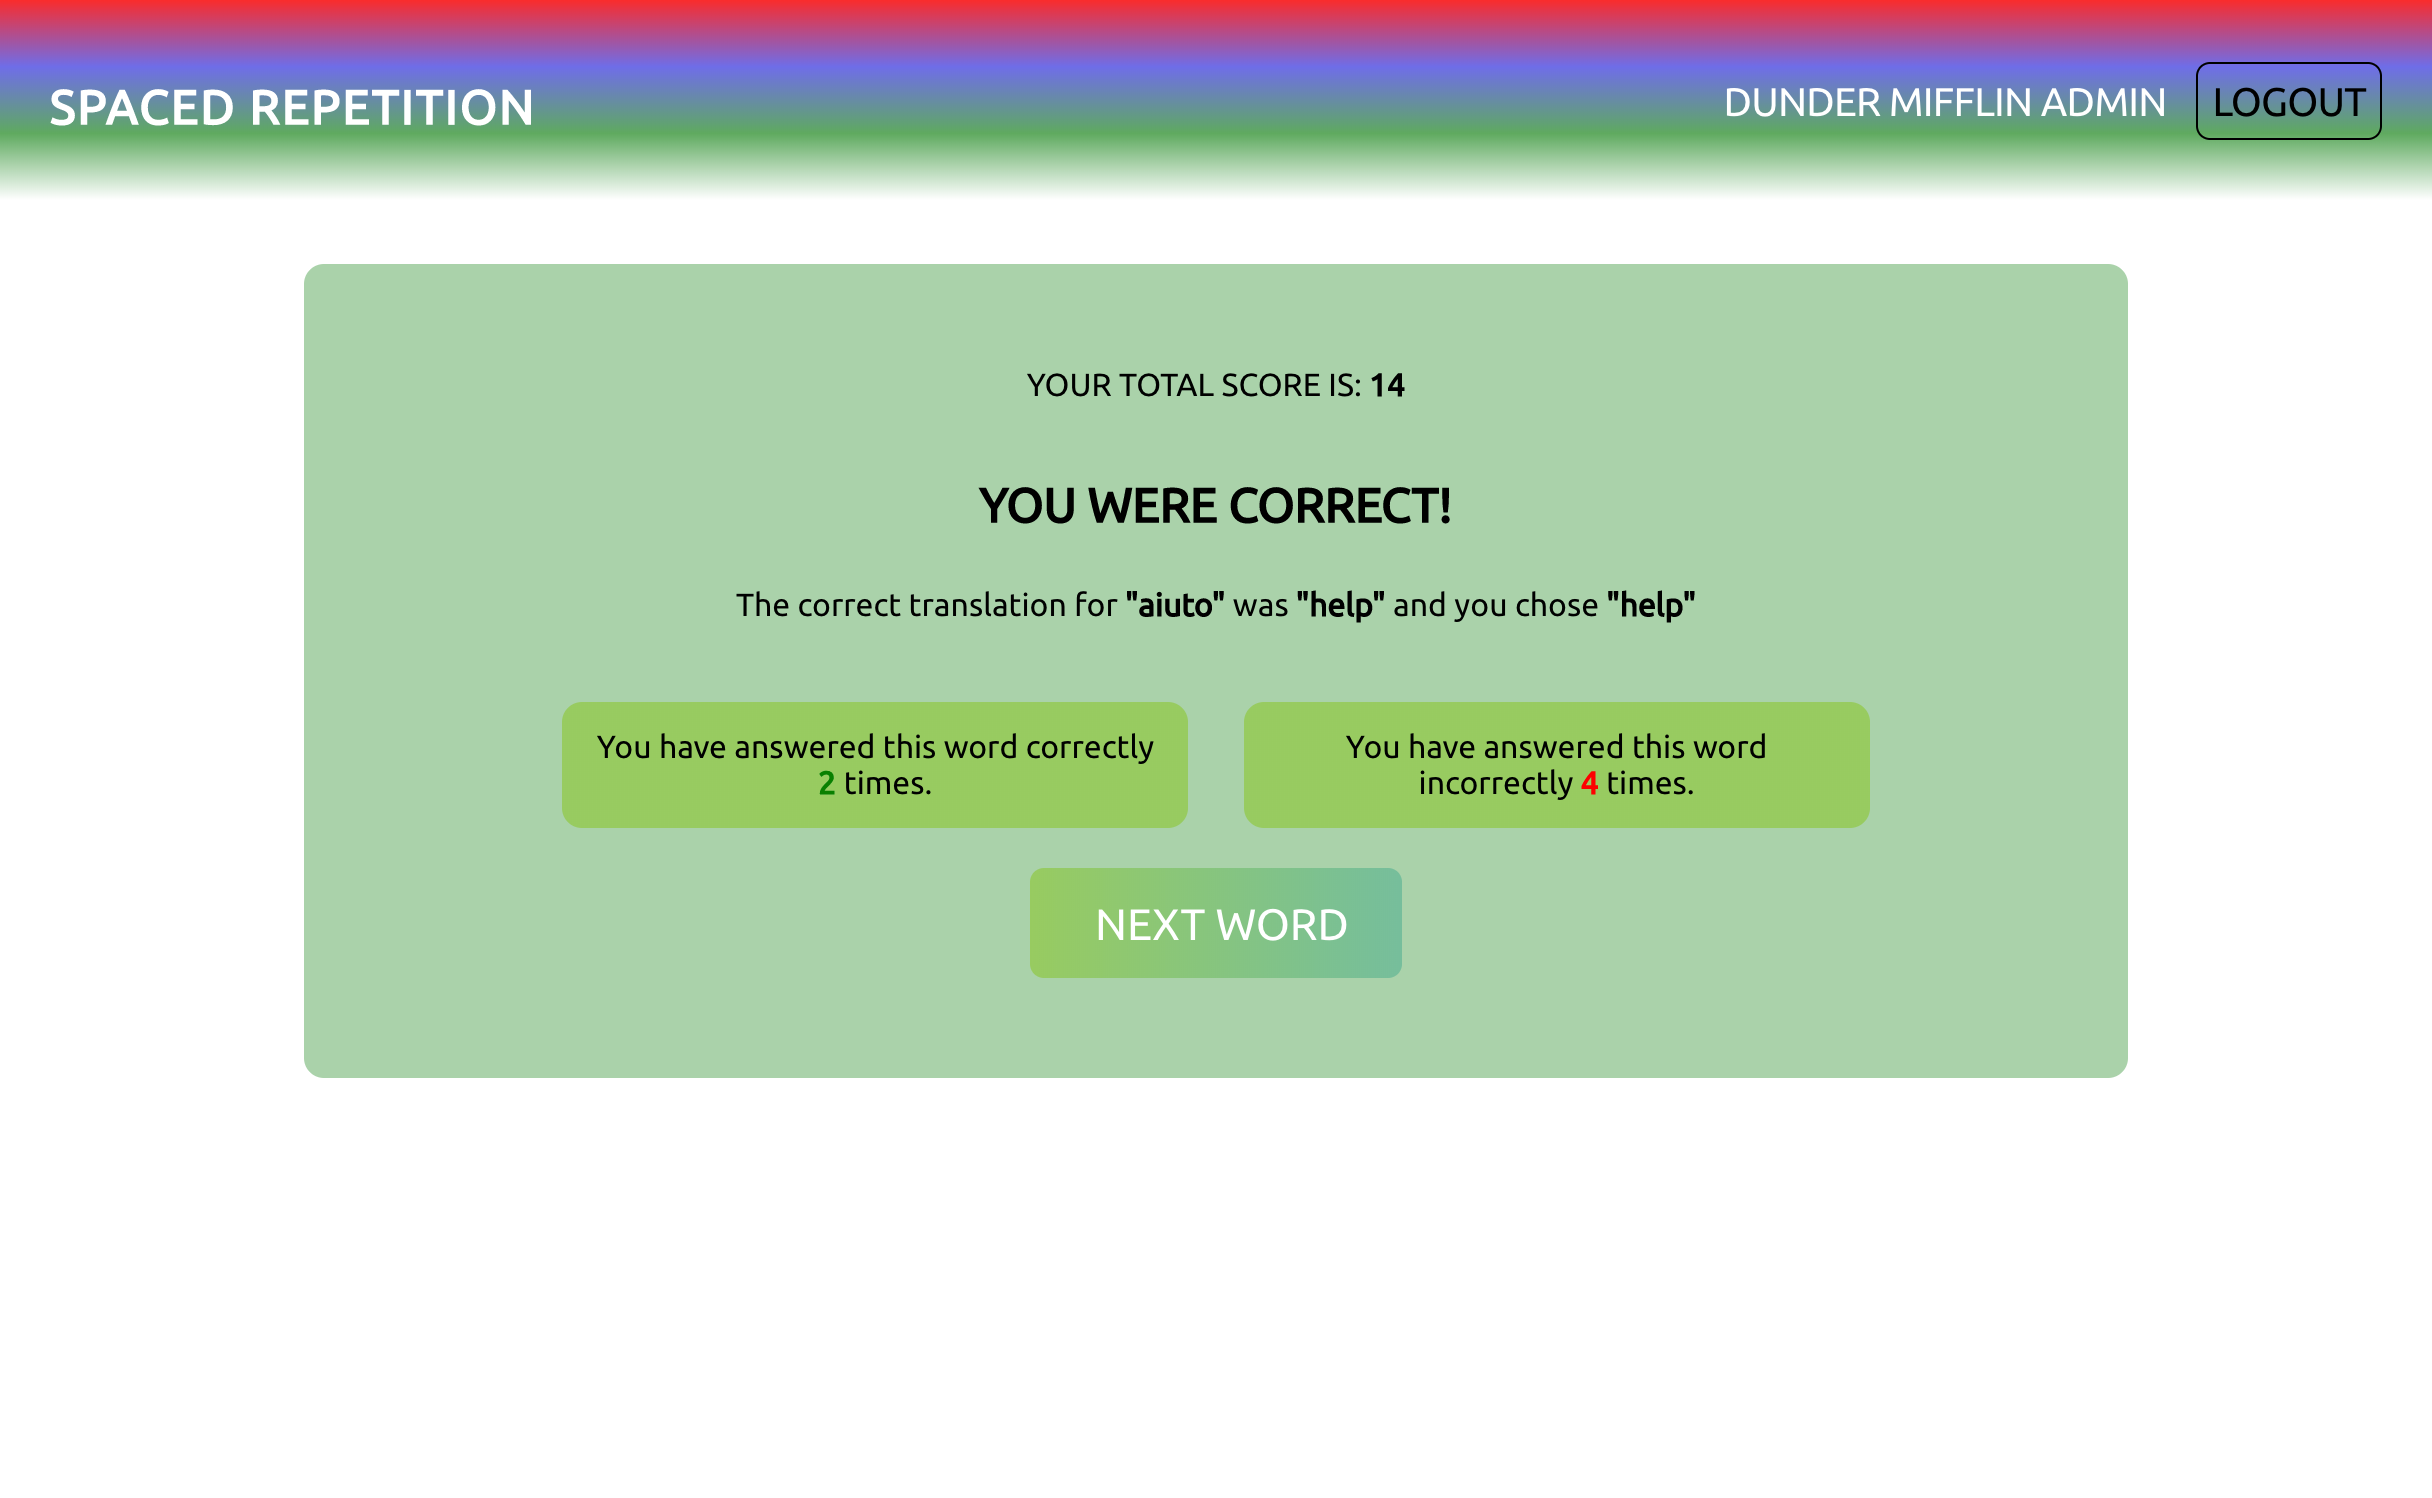 SPACED REPETITION
DUNDER MIFFLIN ADMIN
LOGOUT
YOUR TOTAL SCORE IS: 14
YOU WERE CORRECT!
The correct translation for "aiuto" was "help" and you chose "help"
You have answered this word correctly
2 times.
You have answered this word
incorrectly 4 times.
NEXT WORD